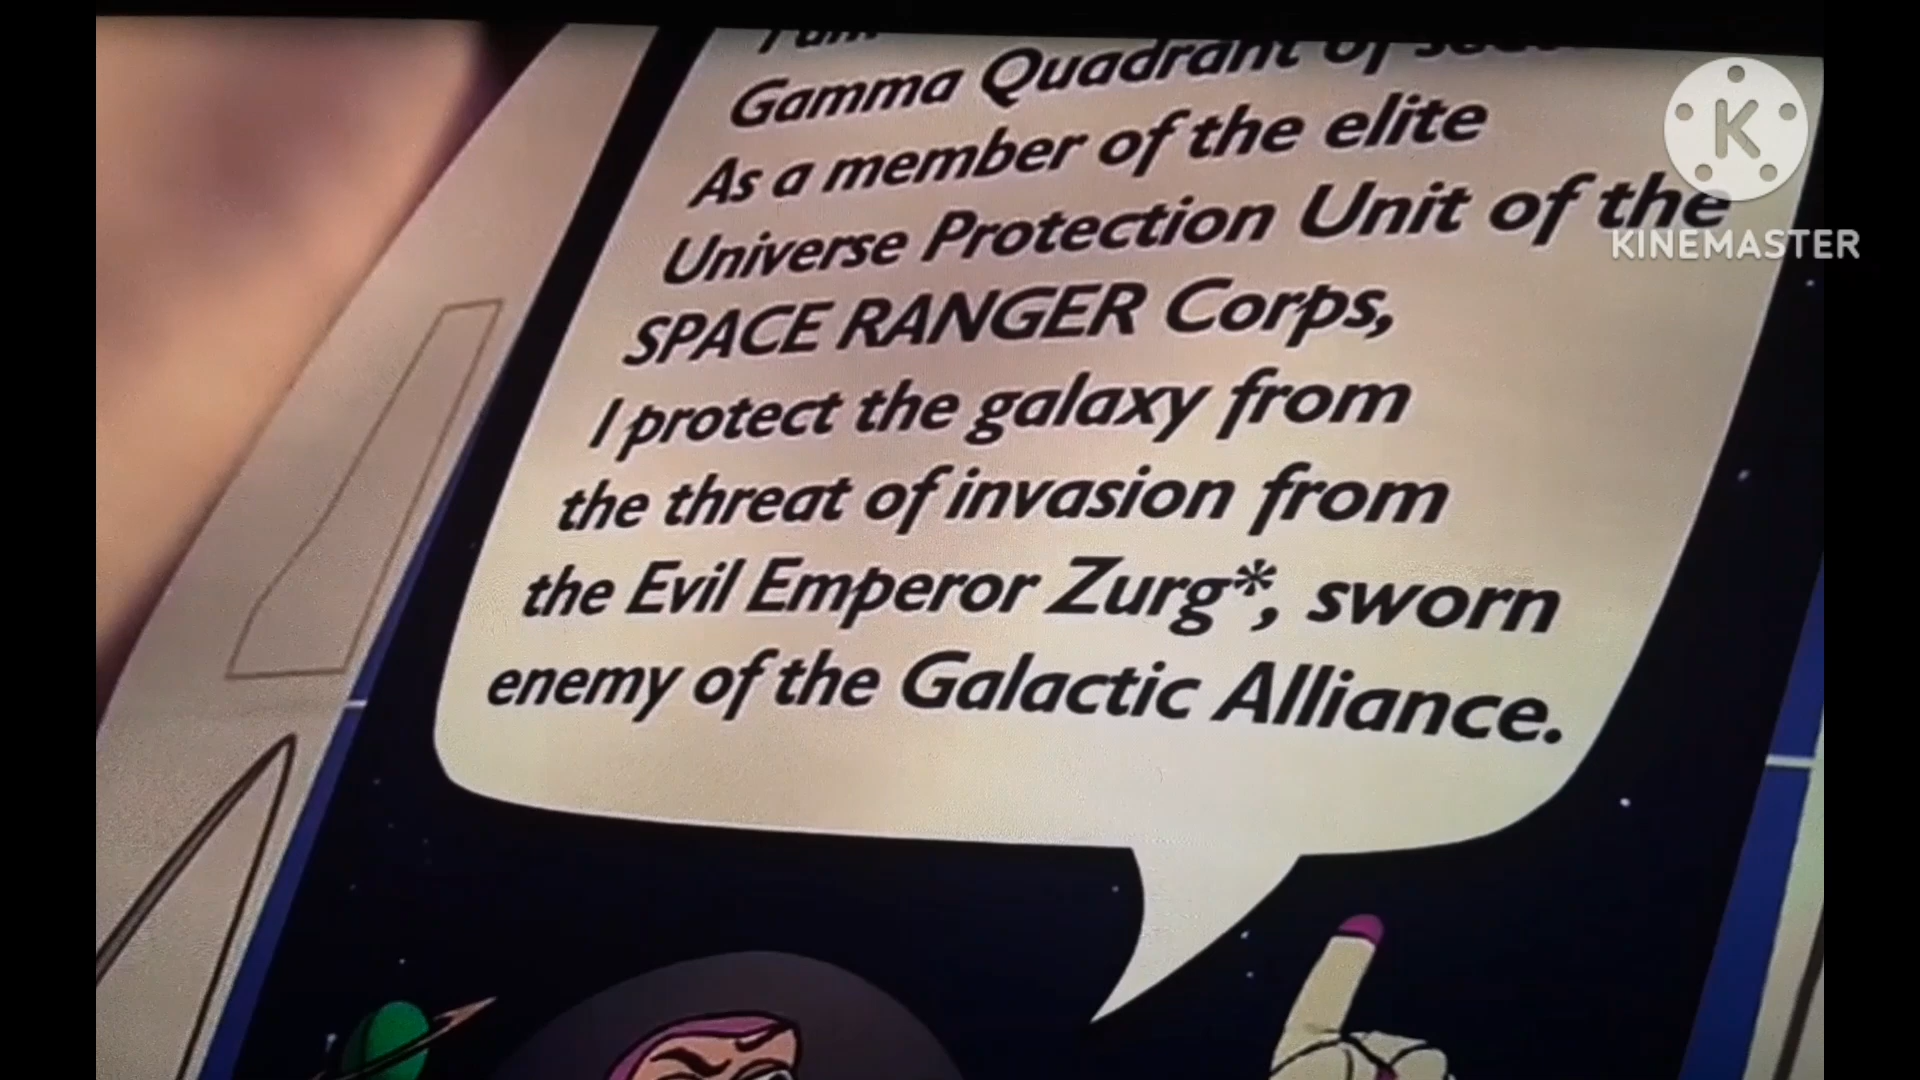 Gamma Quadrant of
As a member of the elite
Universe Protection Unit of the
SPACE RANGER Corps,
I protect the galaxy from
the threat of invasion from
the Evil Emperor Zurg*, sworn
enemy of the Galactic Alliance.
K
KINEMASTER